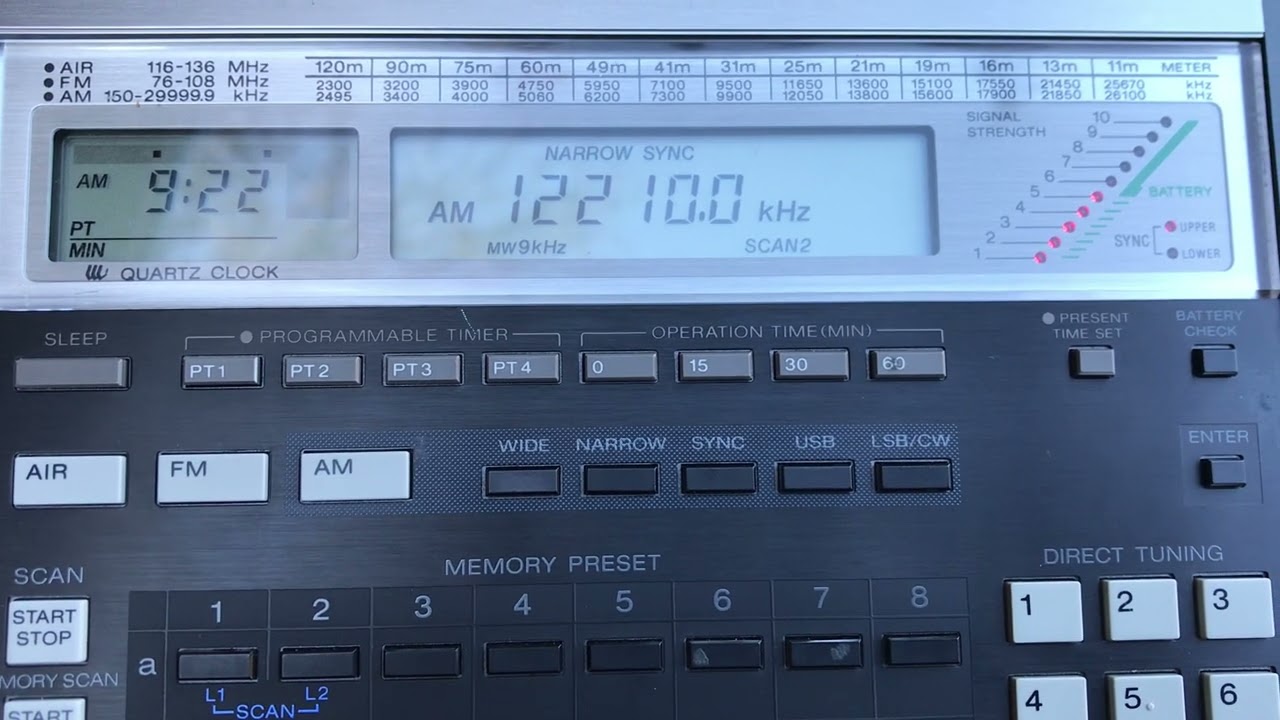 AIR 116-136 MHz
FM 76-108 MHz
AM 150-29999.9 kHz
120m 90m 75m 60m 49m 41m 31m 25m 21m 19m 16m 13m 11m METER
2300 3200 3900 4750 5950 7100 9500 11650 13600 15100 17550 21450 25670 kHz
2495 3400 4000 5060 6200 7300 9900 12050 13800 15600 17900 21850 26100 kHz
AM 9:22
PT
MIN
QUARTZ CLOCK
NARROW SYNC
AM 12210.0 kHz
MW9kHz SCAN2
SIGNAL
STRENGTH
10
9
8
7
6
5
4
3
2
1
BATTERY
SYNC
UPPER
LOWER
SLEEP
PROGRAMMABLE TIMER
OPERATION TIME(MIN)
PRESENT
TIME SET
BATTERY
CHECK
PT1 PT2 PT3 PT4 0 15 30 60
WIDE NARROW SYNC USB LSB/CW
ENTER
AIR FM AM
SCAN
START
STOP
MEMORY PRESET
1 2 3 4 5 6 7 8
a
L1 L2
SCAN
MORY SCAN
START
DIRECT TUNING
1 2 3
4 5 6